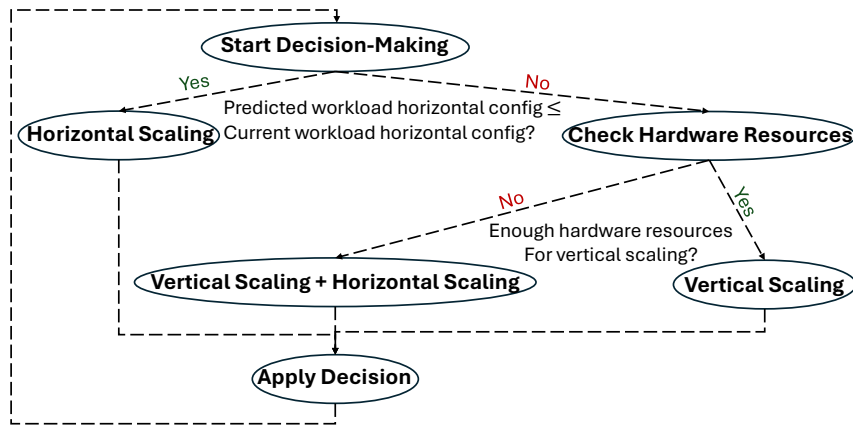 Start Decision-Making
Yes
No
Predicted workload horizontal config ≤
Current workload horizontal config?
Horizontal Scaling
Check Hardware Resources
No
Yes
Enough hardware resources
For vertical scaling?
Vertical Scaling + Horizontal Scaling
Vertical Scaling
Apply Decision